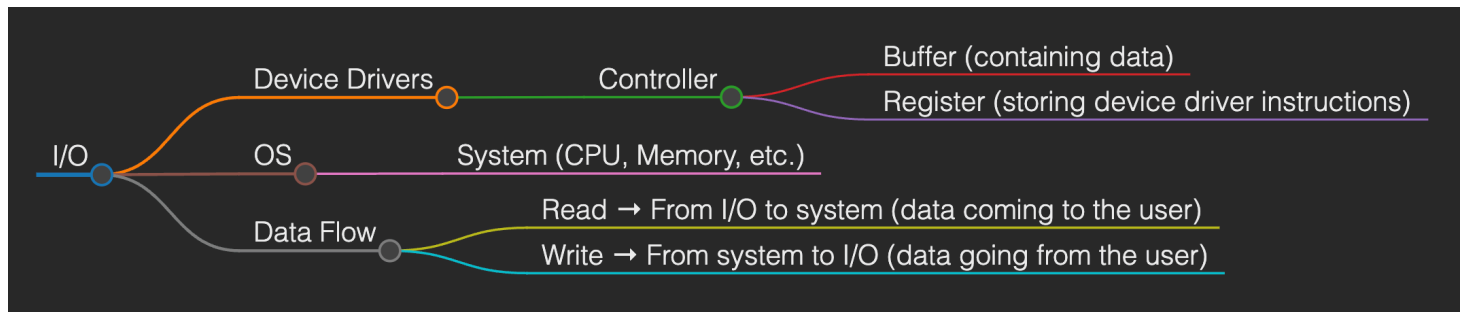 Buffer (containing data)
Device Drivers
Controller
Register (storing device driver instructions)
I/O
OS
System (CPU, Memory, etc.)
Read → From I/O to system (data coming to the user)
Data Flow
Write → From system to I/O (data going from the user)